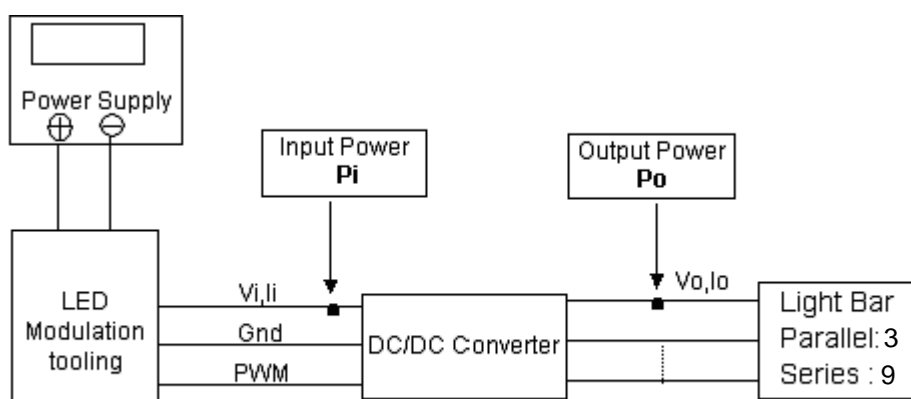 Power Supply
Input Power
Pi
Output Power
Po
LED
Modulation
tooling
Vi,Ii
Gnd
PWM
DC/DC Converter
Vo,Io
Light Bar
Parallel: 3
Series : 9